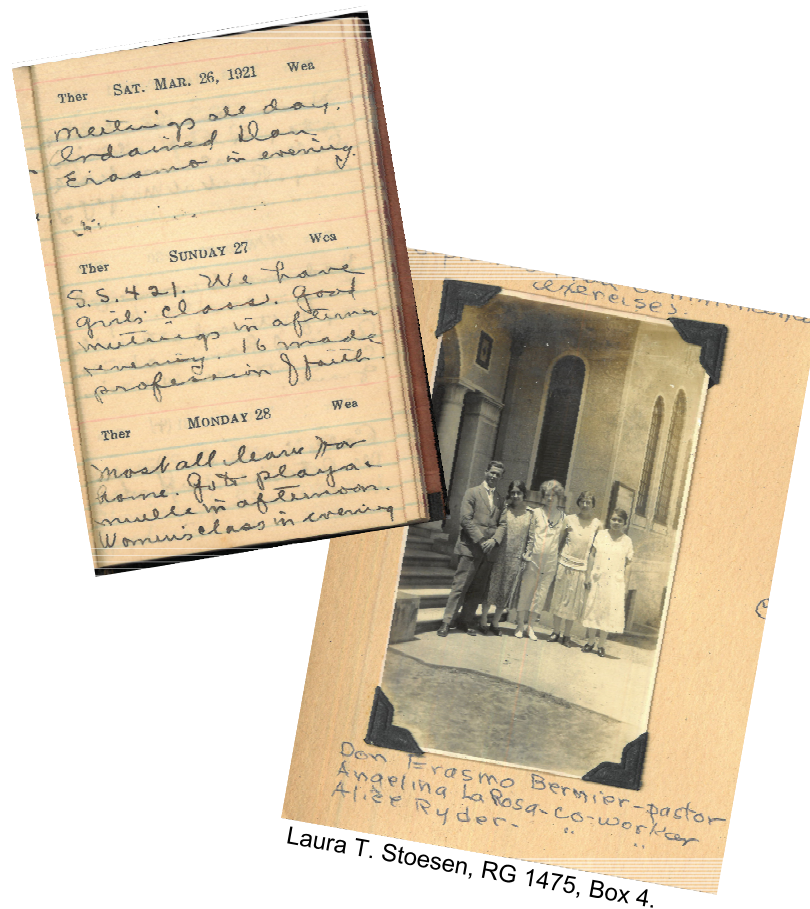 Ther SAT. MAR. 26, 1921 Wea
Meetings all day.
Ordained Don
Erasmo in evening.
Ther SUNDAY 27 Wea
S.S. 421. We have
girls' class. Good
meetings in afternoon
evening. 16 made
profession of faith.
Ther MONDAY 28 Wea
Most all leave for
home. Go to playa
muelle in afternoon.
Women's class in evening
exercises.
Don Erasmo Bernier-pastor
Angelina LaRosa-co-worker
Alice Ryder- " "
Laura T. Stoesen, RG 1475, Box 4.